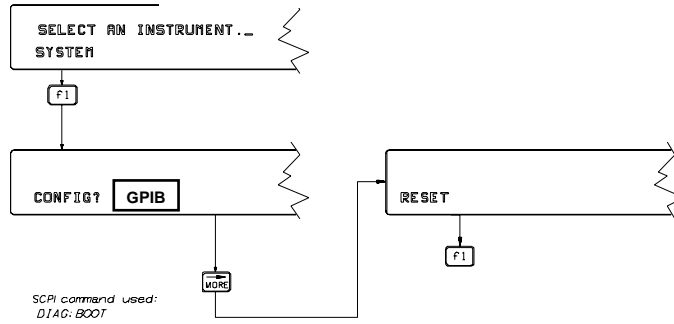 SELECT AN INSTRUMENT._
SYSTEM
f1
CONFIG? GPIB
RESET
f1
MORE
SCPI command used:
DIAG:BOOT